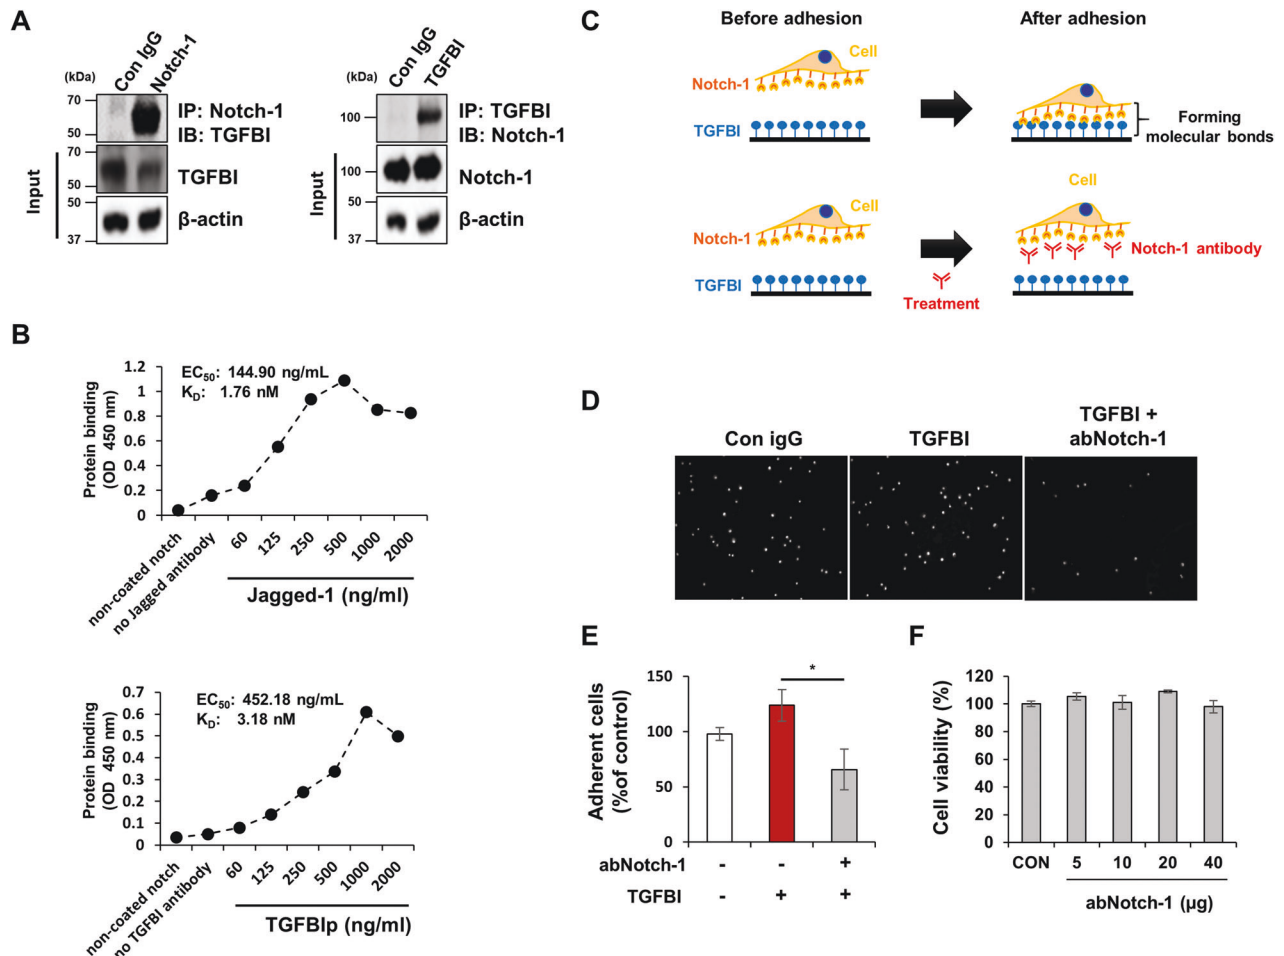 A
(kDa)
Con IgG
Notch-1
70
50
IP: Notch-1
IB: TGFBI
70
50
TGFBI
50
37
β-actin
Input
(kDa)
Con IgG
TGFBI
100
IP: TGFBI
IB: Notch-1
100
Notch-1
50
37
β-actin
Input
B
Protein binding
(OD 450 nm)
1.2
1
0.8
0.6
0.4
0.2
0
EC50: 144.90 ng/mL
KD: 1.76 nM
non-coated notch
no Jagged antibody
60
125
250
500
1000
2000
Jagged-1 (ng/ml)
Protein binding
(OD 450 nm)
0.7
0.6
0.5
0.4
0.3
0.2
0.1
0
EC50: 452.18 ng/mL
KD: 3.18 nM
non-coated notch
no TGFBI antibody
60
125
250
500
1000
2000
TGFBIp (ng/ml)
C
Before adhesion
After adhesion
Cell
Notch-1
TGFBI
Forming
molecular bonds
Cell
Notch-1
TGFBI
Treatment
Cell
Notch-1 antibody
D
Con igG
TGFBI
TGFBI +
abNotch-1
E
Adherent cells
(%of control)
150
100
50
0
*
abNotch-1 - - +
TGFBI - + +
F
Cell viability (%)
120
100
80
60
40
20
0
CON 5 10 20 40
abNotch-1 (μg)